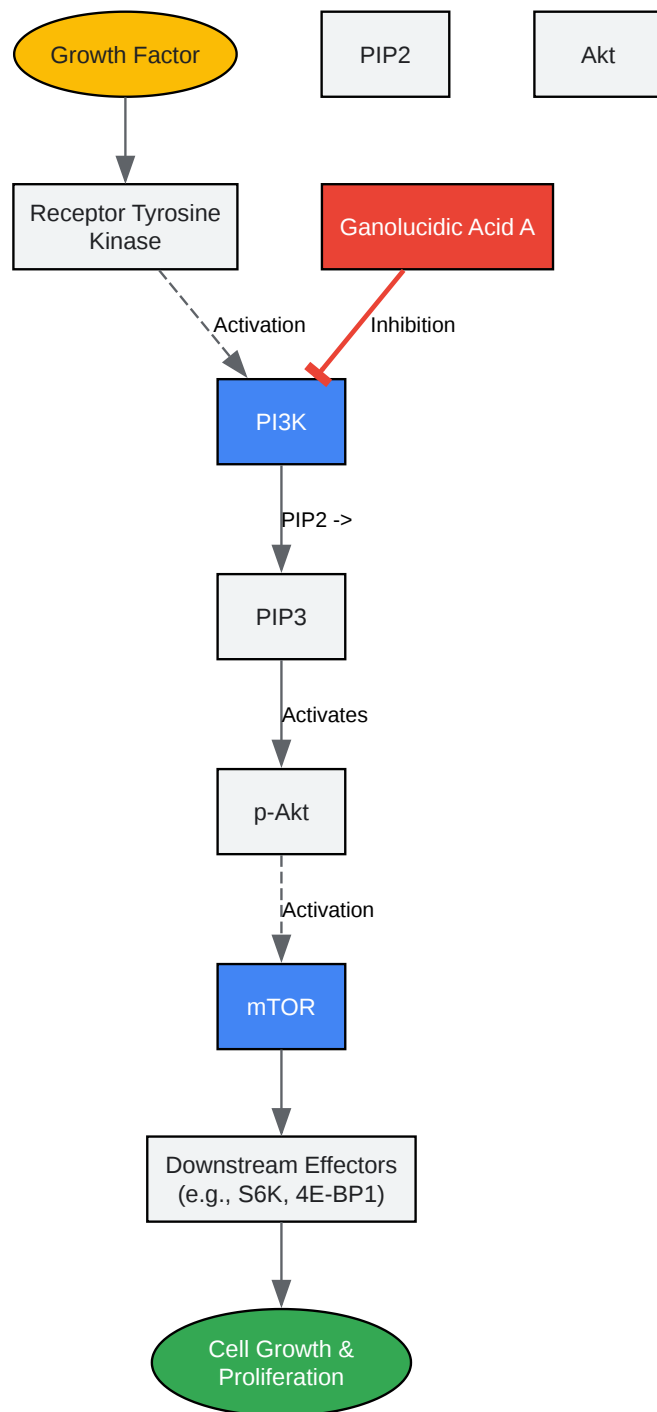 Growth Factor
PIP2
Akt
Receptor Tyrosine
Kinase
Ganolucidic Acid A
Activation
Inhibition
PI3K
PIP2 ->
PIP3
Activates
p-Akt
Activation
mTOR
Downstream Effectors
(e.g., S6K, 4E-BP1)
Cell Growth &
Proliferation